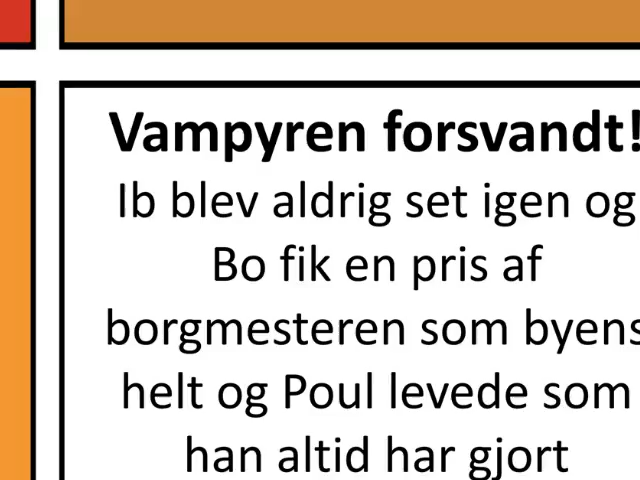 Vampyren forsvandt!
Ib blev aldrig set igen og
Bo fik en pris af
borgmesteren som byens
helt og Poul levede som
han altid har gjort